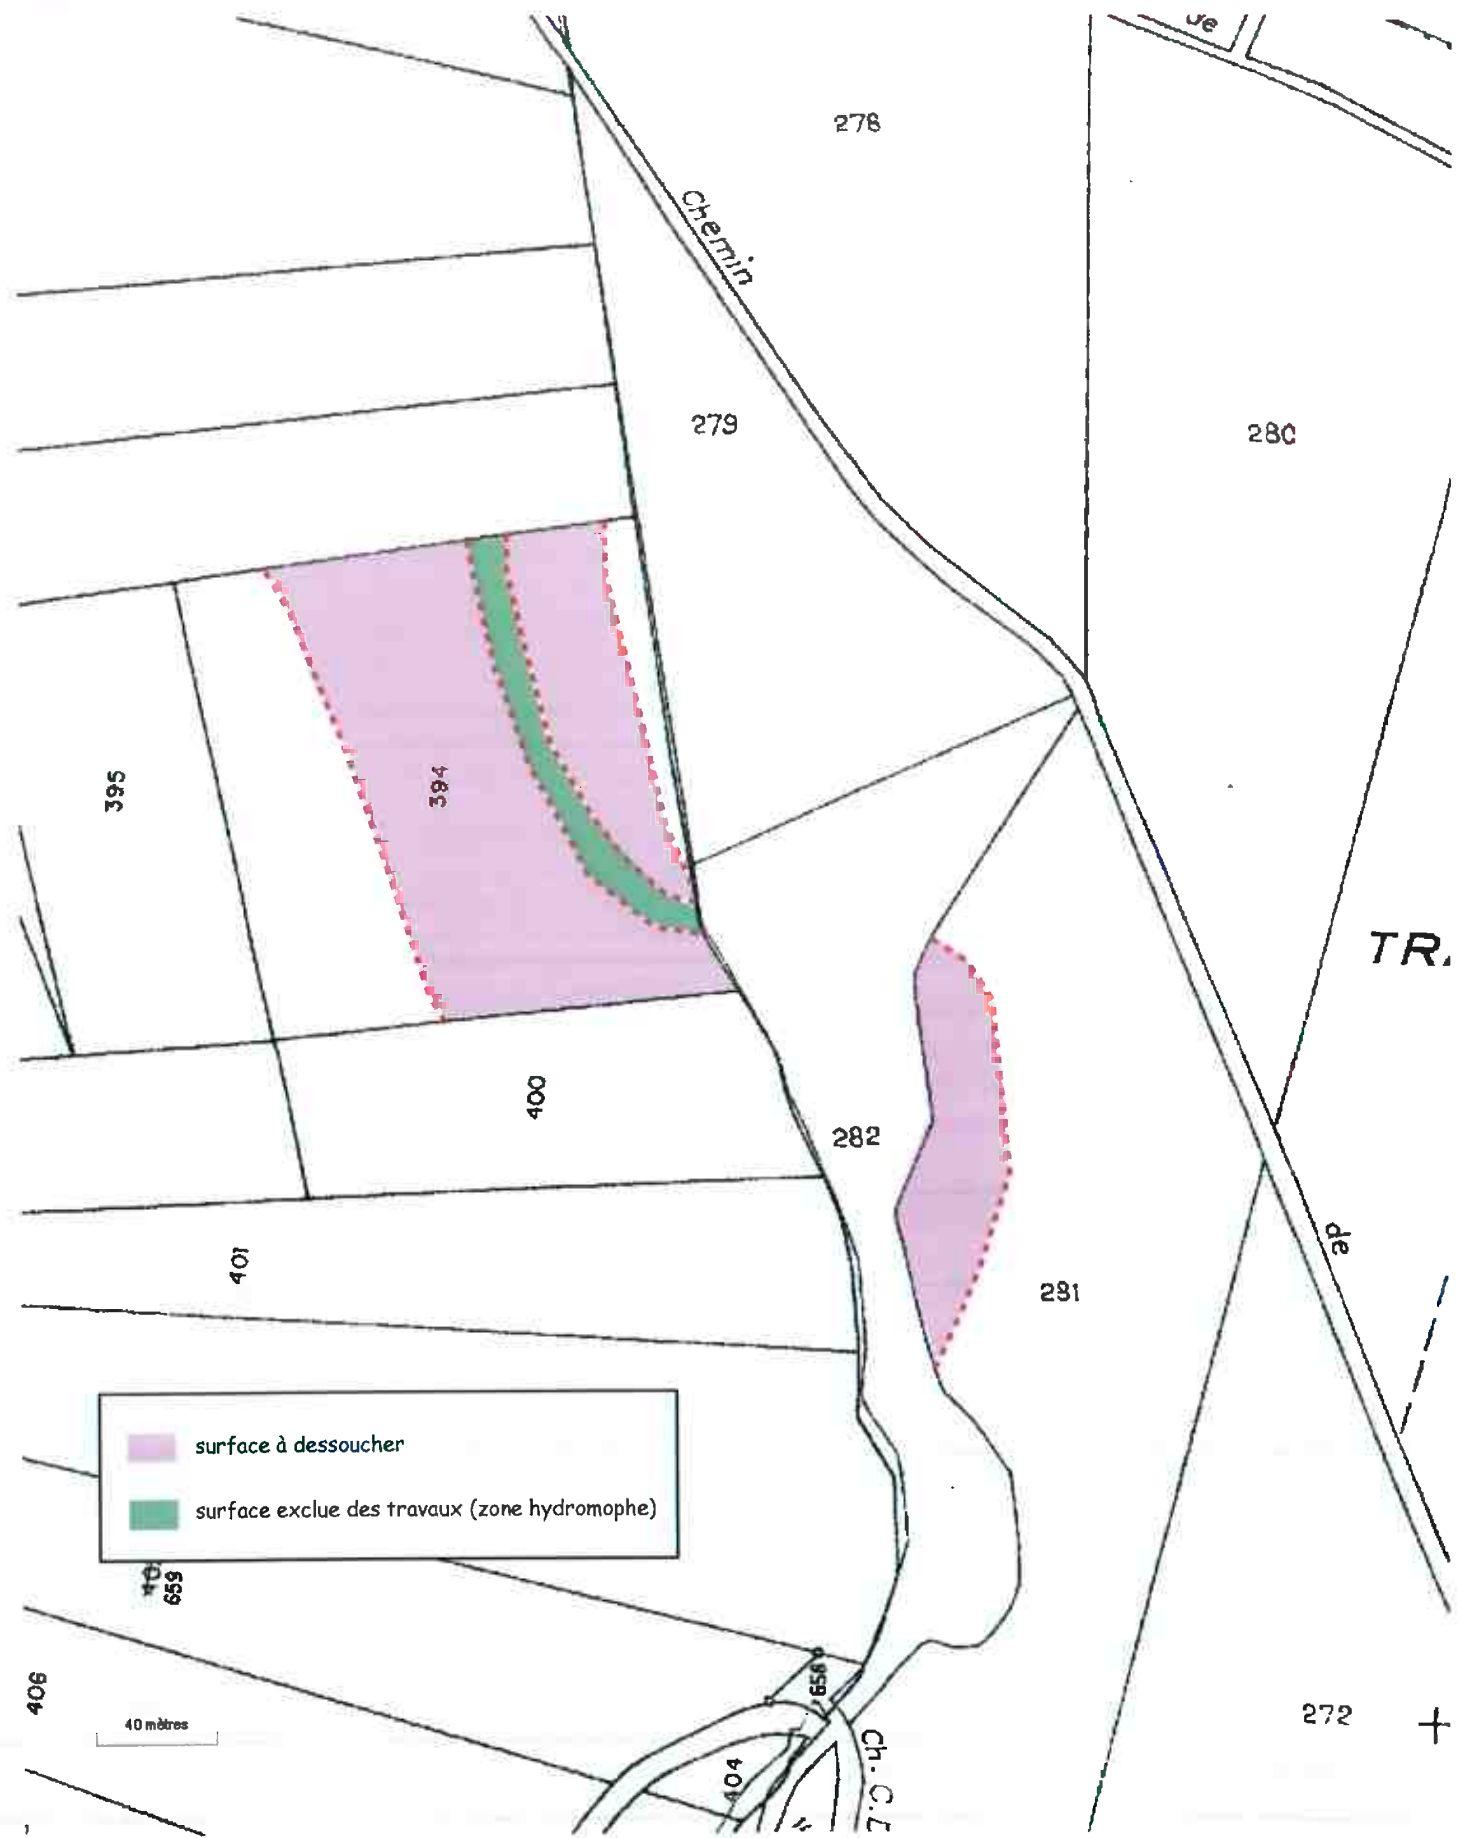 de
278
Chemin
279
280
395
394
TR
400
282
401
de
281
surface à dessoucher
surface exclue des travaux (zone hydromophe)
659
406
658
40 mètres
272
404
Ch. C.